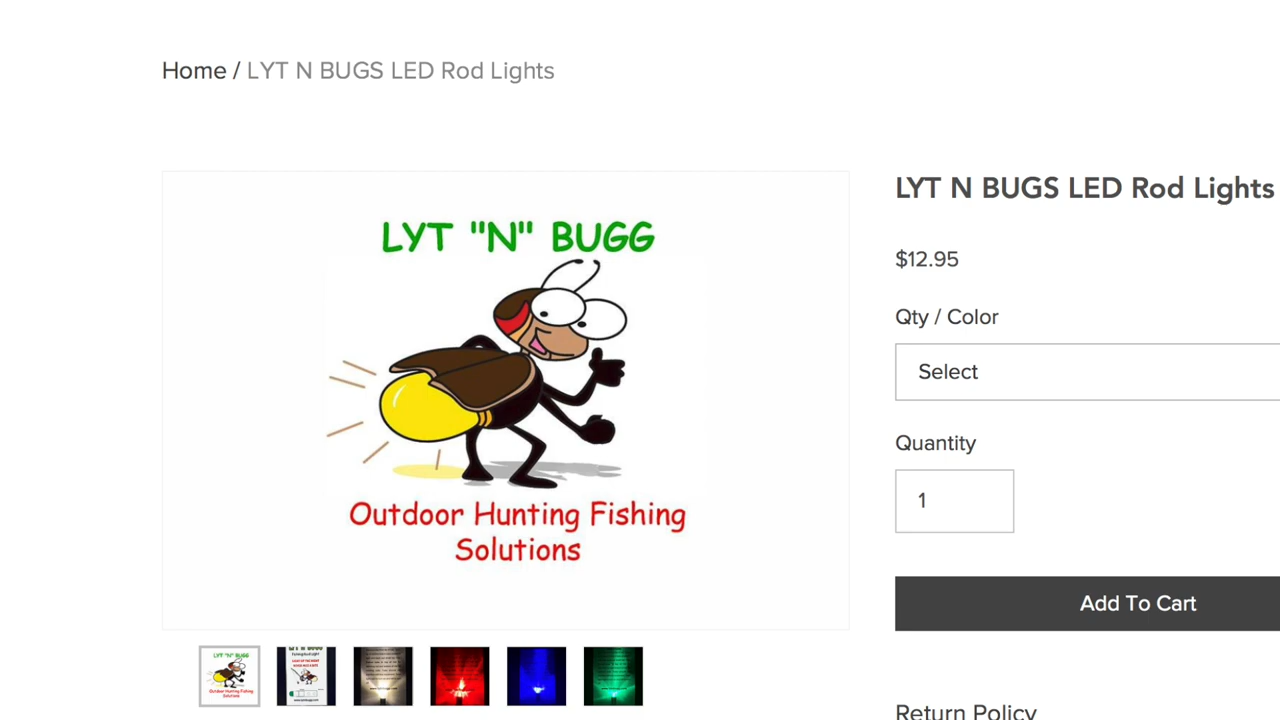 Home / LYT N BUGS LED Rod Lights
LYT "N" BUGG
Outdoor Hunting Fishing
Solutions
LYT N BUGS LED Rod Lights
$12.95
Qty / Color
Select
Quantity
1
Add To Cart
Return Policy